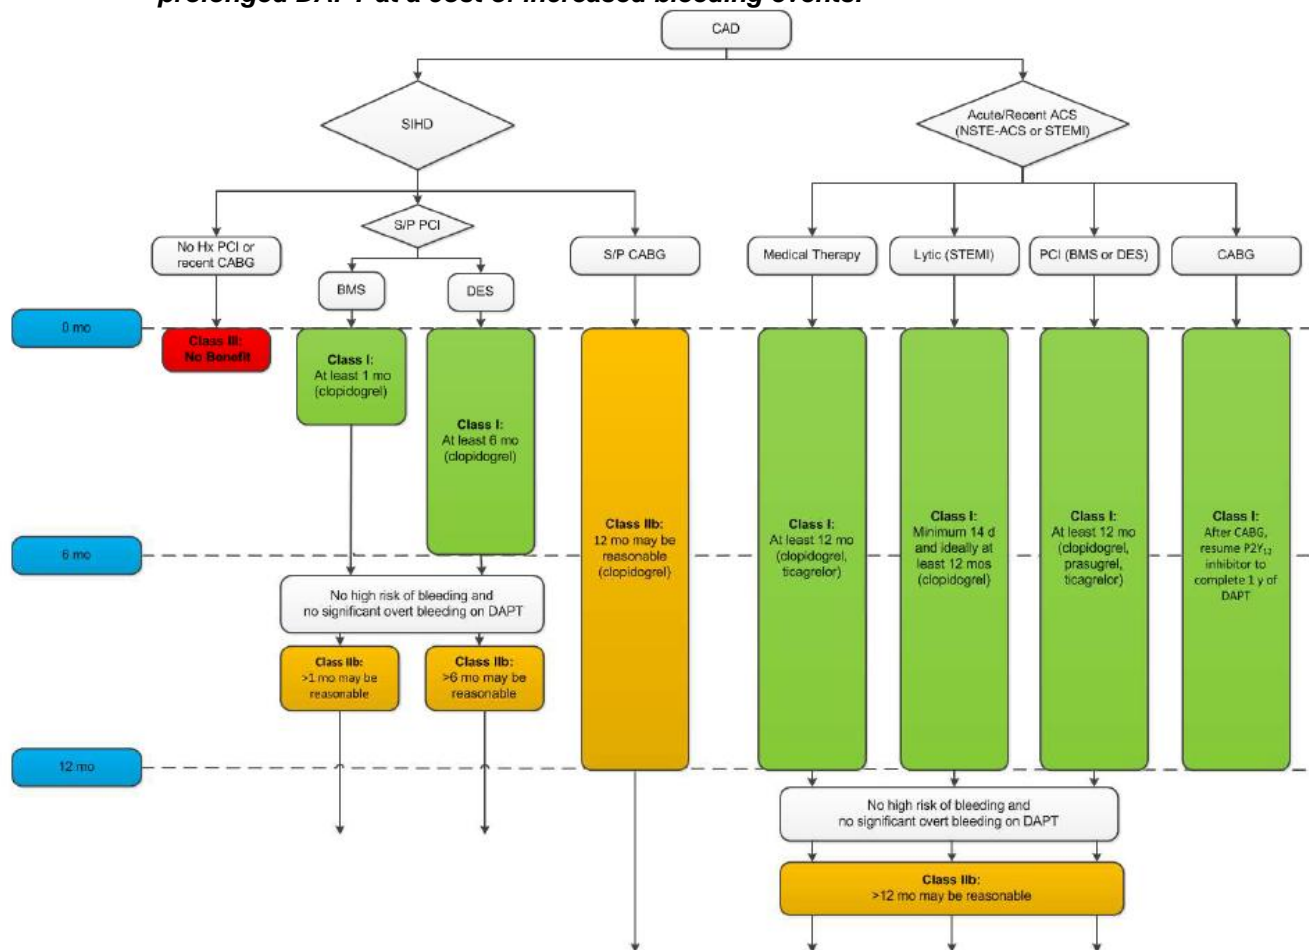 prolonged DAPT at a cost of increased bleeding events.
CAD
SIHD
Acute/Recent ACS
(NSTE-ACS or STEMI)
No Hx PCI or
recent CABG
S/P PCI
S/P CABG
Medical Therapy
Lytic (STEMI)
PCI (BMS or DES)
CABG
BMS
DES
0 mo
Class III:
No Benefit
Class I:
At least 1 mo
(clopidogrel)
Class I:
At least 6 mo
(clopidogrel)
Class IIb:
12 mo may be
reasonable
(clopidogrel)
Class I:
At least 12 mo
(clopidogrel,
ticagrelor)
Class I:
Minimum 14 d
and ideally at
least 12 mos
(clopidogrel)
Class I:
At least 12 mo
(clopidogrel,
prasugrel,
ticagrelor)
Class I:
After CABG,
resume P2Y₁₂
inhibitor to
complete 1 y of
DAPT
6 mo
No high risk of bleeding and
no significant overt bleeding on DAPT
Class IIb:
>1 mo may be
reasonable
Class IIb:
>6 mo may be
reasonable
12 mo
No high risk of bleeding and
no significant overt bleeding on DAPT
Class IIb:
>12 mo may be reasonable